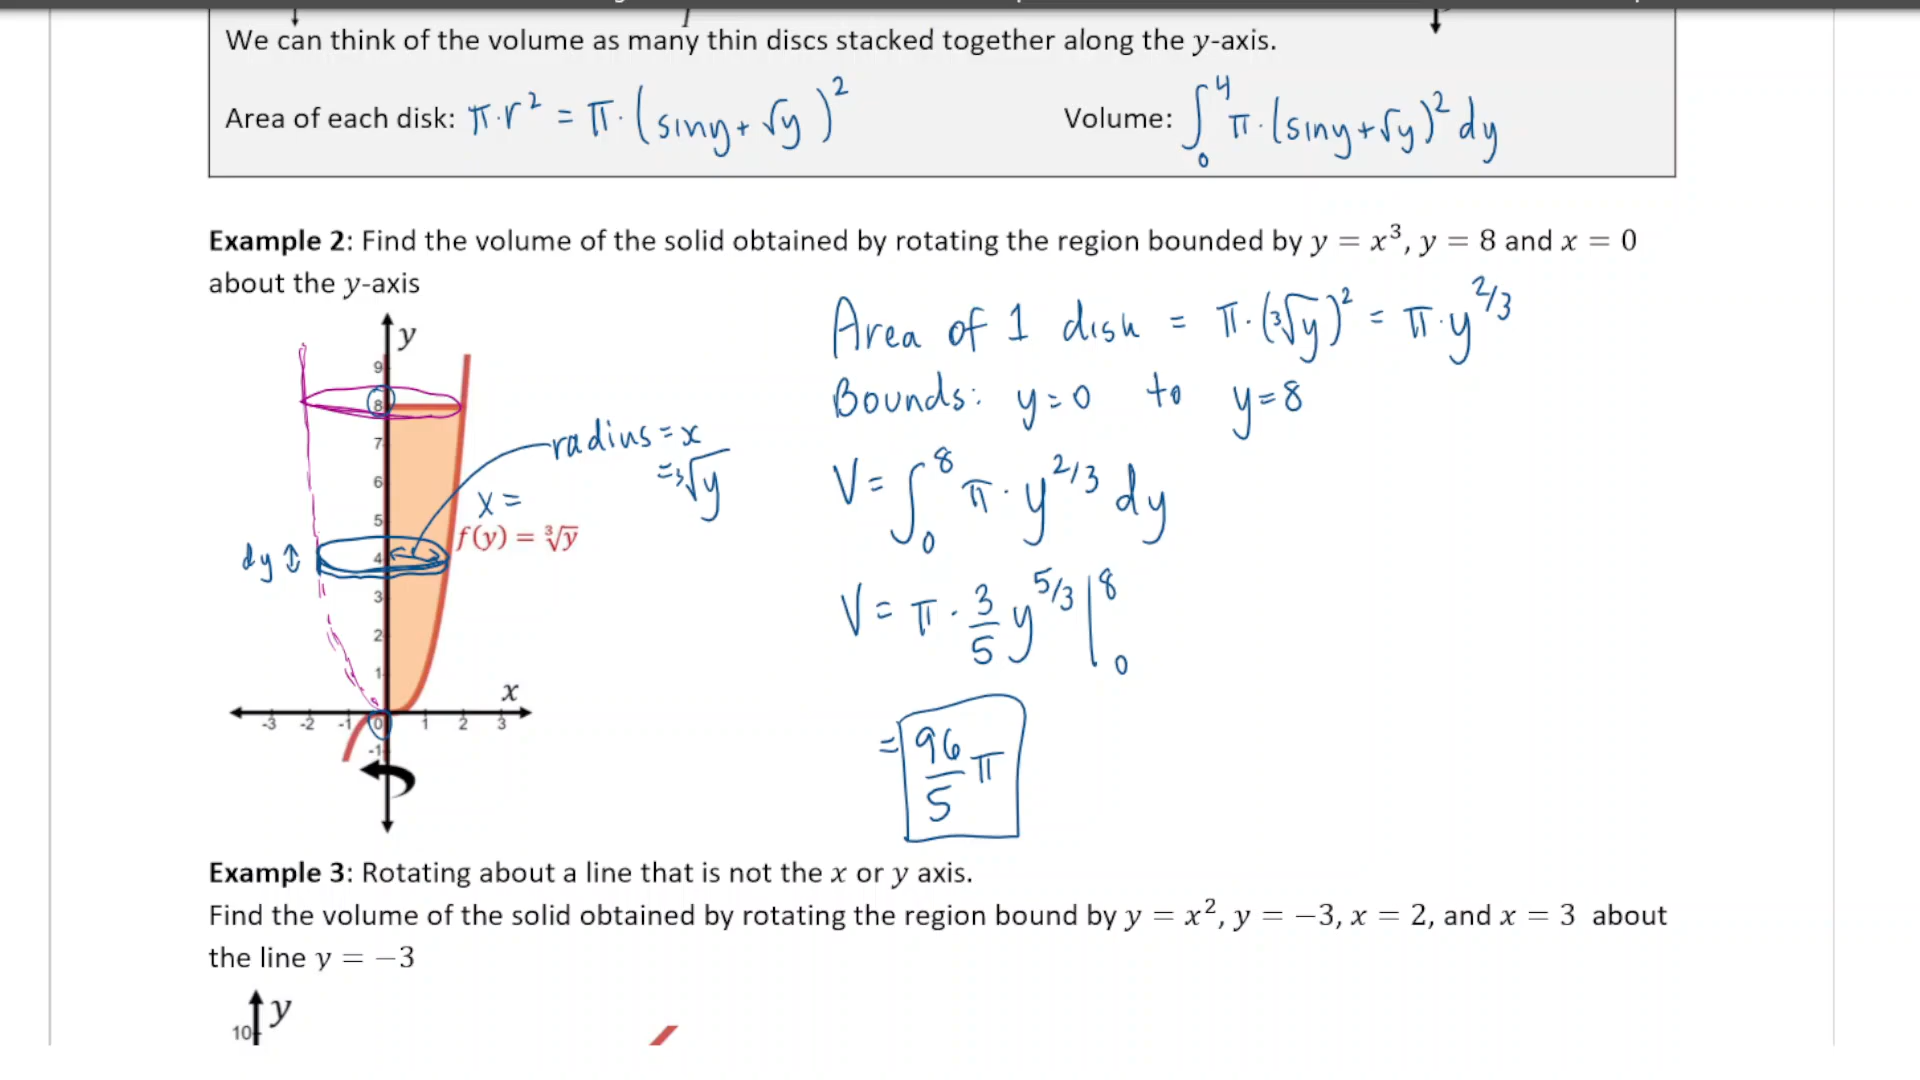 We can think of the volume as many thin discs stacked together along the y-axis.
Area of each disk: π·r² = π·(siny+√y)² Volume: ∫₀⁴ π·(siny+√y)² dy
Example 2: Find the volume of the solid obtained by rotating the region bounded by y = x³, y = 8 and x = 0
about the y-axis
Area of 1 disk = π·(∛y)² = π·y^(2/3)
Bounds: y=0 to y=8
y
9
8
7
6
5
4
3
2
1
-1
radius = x
= ∛y
x =
f(y) = ∛y
dy
x
-3 -2 -1 0 1 2 3
V = ∫₀⁸ π·y^(2/3) dy
V = π·3/5 y^(5/3) |₀⁸
= 96/5 π
Example 3: Rotating about a line that is not the x or y axis.
Find the volume of the solid obtained by rotating the region bound by y = x², y = −3, x = 2, and x = 3 about
the line y = −3
y
10